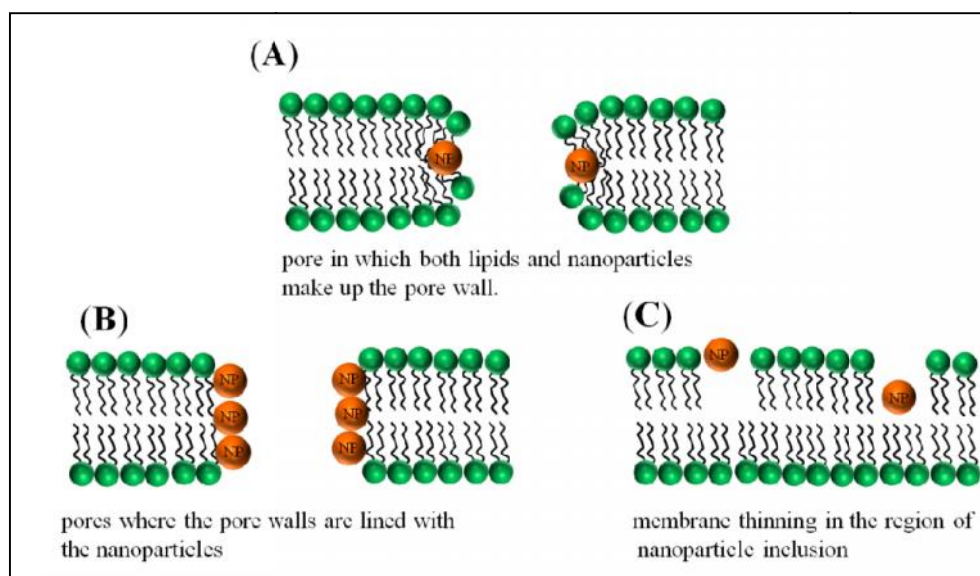 (A)
NP
NP
pore in which both lipids and nanoparticles
make up the pore wall.
(B)
NP
NP
NP
NP
NP
NP
pores where the pore walls are lined with
the nanoparticles
(C)
NP
NP
membrane thinning in the region of
nanoparticle inclusion